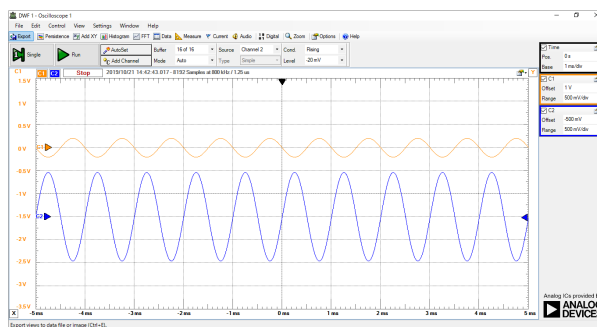 DWF 1 - Oscilloscope 1
File Edit Control View Settings Window Help
Export Persistence Add XY Histogram FFT Data Measure Current Audio Digital Zoom Options Help
Single Run AutoSet Buffer 16 of 16 Source Channel 2 Cond. Rising
Add Channel Mode Auto Type Simple Level -20 mV
C1 C1 C2 Stop 2019/10/21 14:42:43.017 - 8192 Samples at 800 kHz / 1.25 us Y
1.5 V
1 V
0.5 V
0 V
-0.5 V
-1 V
-1.5 V
-2 V
-2.5 V
-3 V
-3.5 V
C1
C2
X -5 ms -4 ms -3 ms -2 ms -1 ms 0 ms 1 ms 2 ms 3 ms 4 ms 5 ms
Time
Pos. 0 s
Base 1 ms/div
C1
Offset 1 V
Range 500 mV/div
C2
Offset -500 mV
Range 500 mV/div
Analog ICs provided
ANALOG
DEVICES
Export views to data file or image (Ctrl+E).